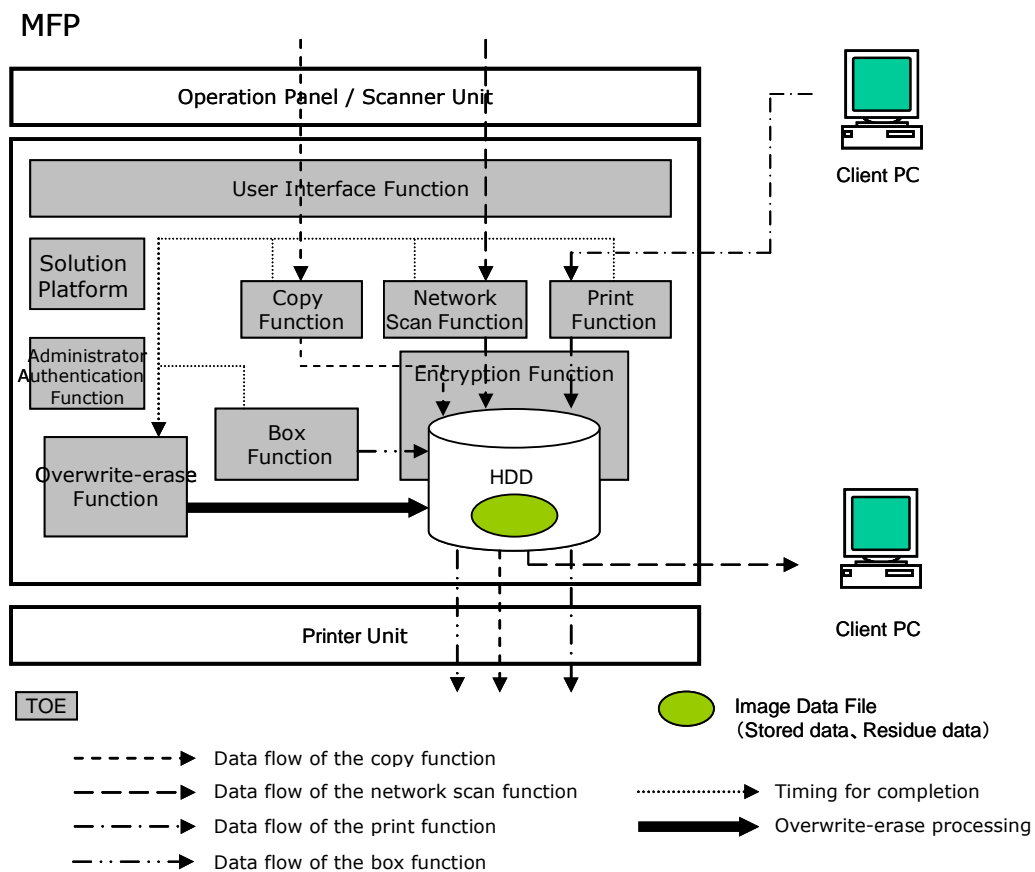 MFP
Operation Panel / Scanner Unit
Client PC
User Interface Function
Solution
Platform
Copy
Function
Network
Scan Function
Print
Function
Administrator
Authentication
Function
Encryption Function
Box
Function
Overwrite-erase
Function
HDD
Client PC
Printer Unit
TOE
Image Data File
（Stored data、Residue data）
Data flow of the copy function
Data flow of the network scan function
Timing for completion
Data flow of the print function
Overwrite-erase processing
Data flow of the box function